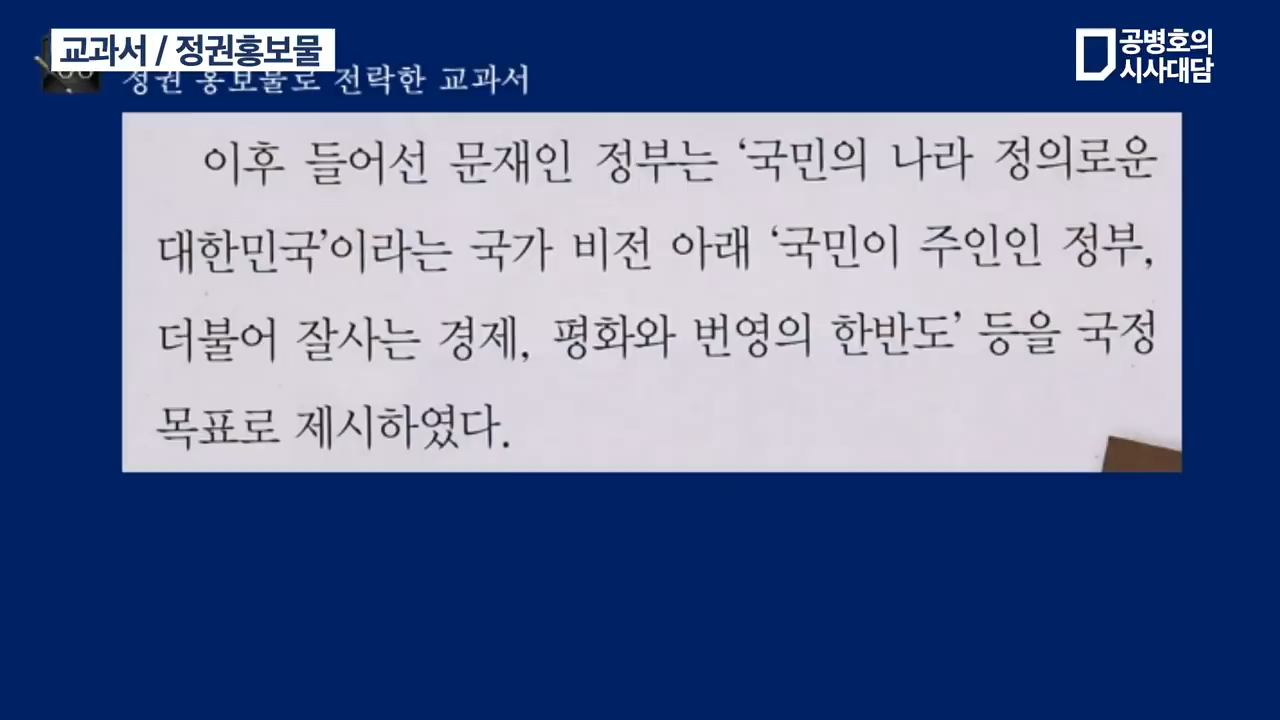 교과서 / 정권홍보물
공병호의
시사대담
정권 홍보물로 전락한 교과서
이후 들어선 문재인 정부는 ‘국민의 나라 정의로운
대한민국’이라는 국가 비전 아래 ‘국민이 주인인 정부,
더불어 잘사는 경제, 평화와 번영의 한반도’ 등을 국정
목표로 제시하였다.